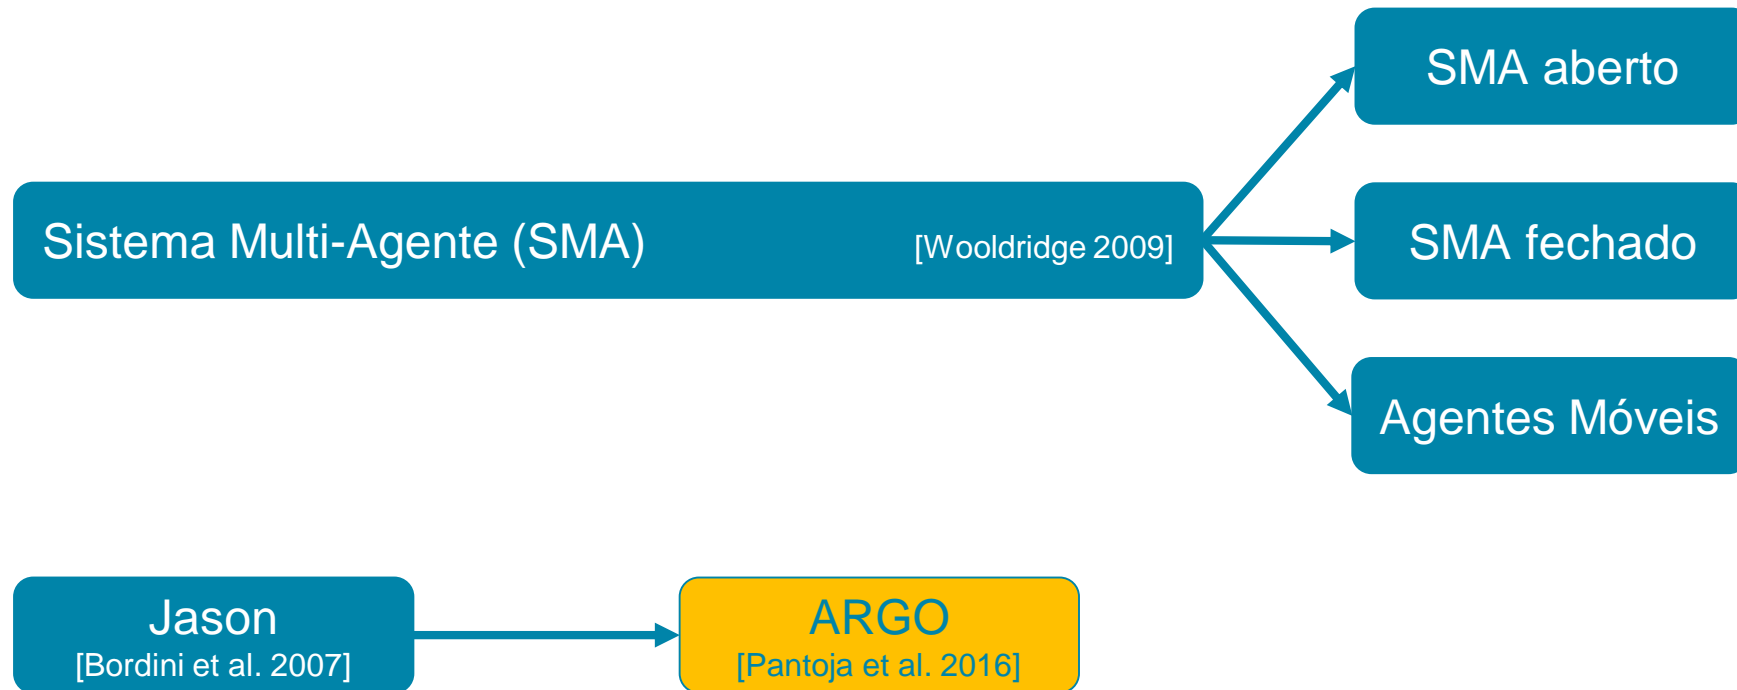 SMA aberto
Sistema Multi-Agente (SMA) [Wooldridge 2009]
SMA fechado
Agentes Móveis
Jason
[Bordini et al. 2007]
ARGO
[Pantoja et al. 2016]